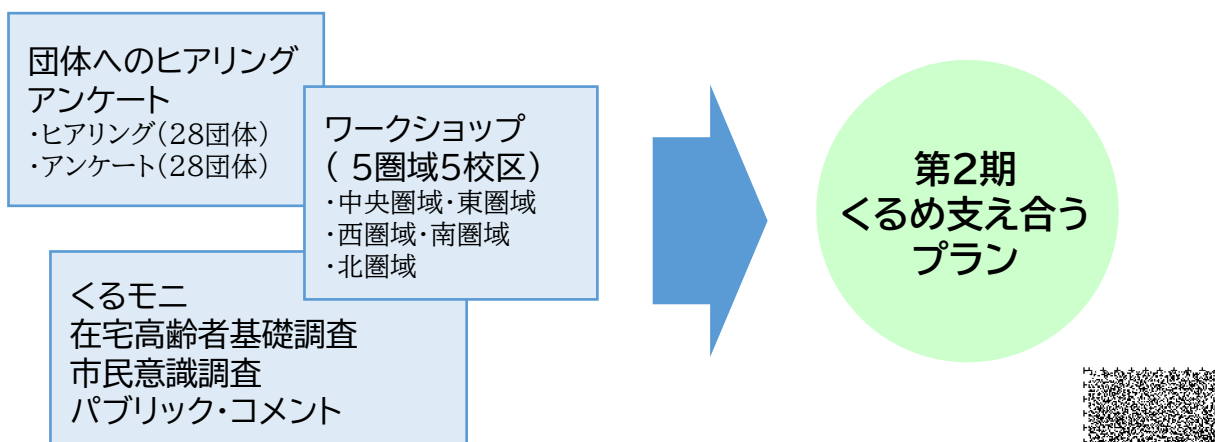 団体へのヒアリング
アンケート
・ヒアリング(28団体)
・アンケート(28団体)
ワークショップ
( 5圏域5校区)
・中央圏域・東圏域
・西圏域・南圏域
・北圏域
くるモニ
在宅高齢者基礎調査
市民意識調査
パブリック・コメント
第2期
くるめ支え合う
プラン